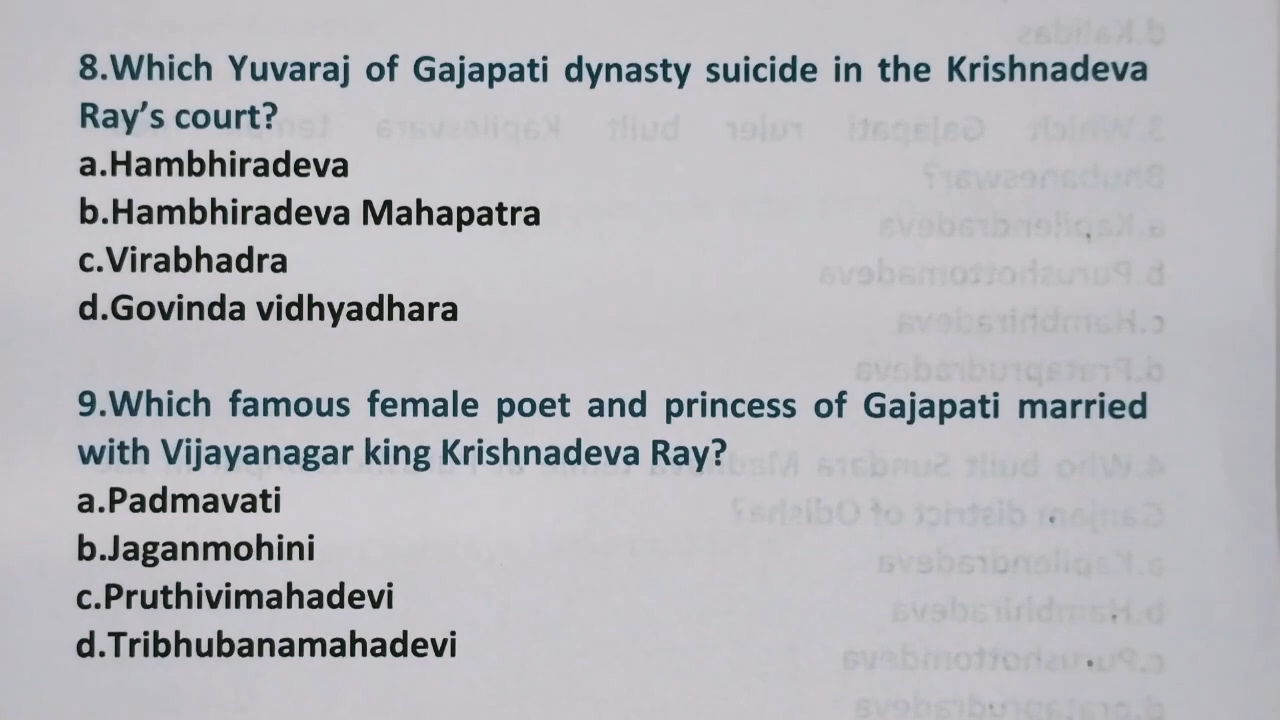 8.Which Yuvaraj of Gajapati dynasty suicide in the Krishnadeva
Ray’s court?
a.Hambhiradeva
b.Hambhiradeva Mahapatra
c.Virabhadra
d.Govinda vidhyadhara
9.Which famous female poet and princess of Gajapati married
with Vijayanagar king Krishnadeva Ray?
a.Padmavati
b.Jaganmohini
c.Pruthivimahadevi
d.Tribhubanamahadevi